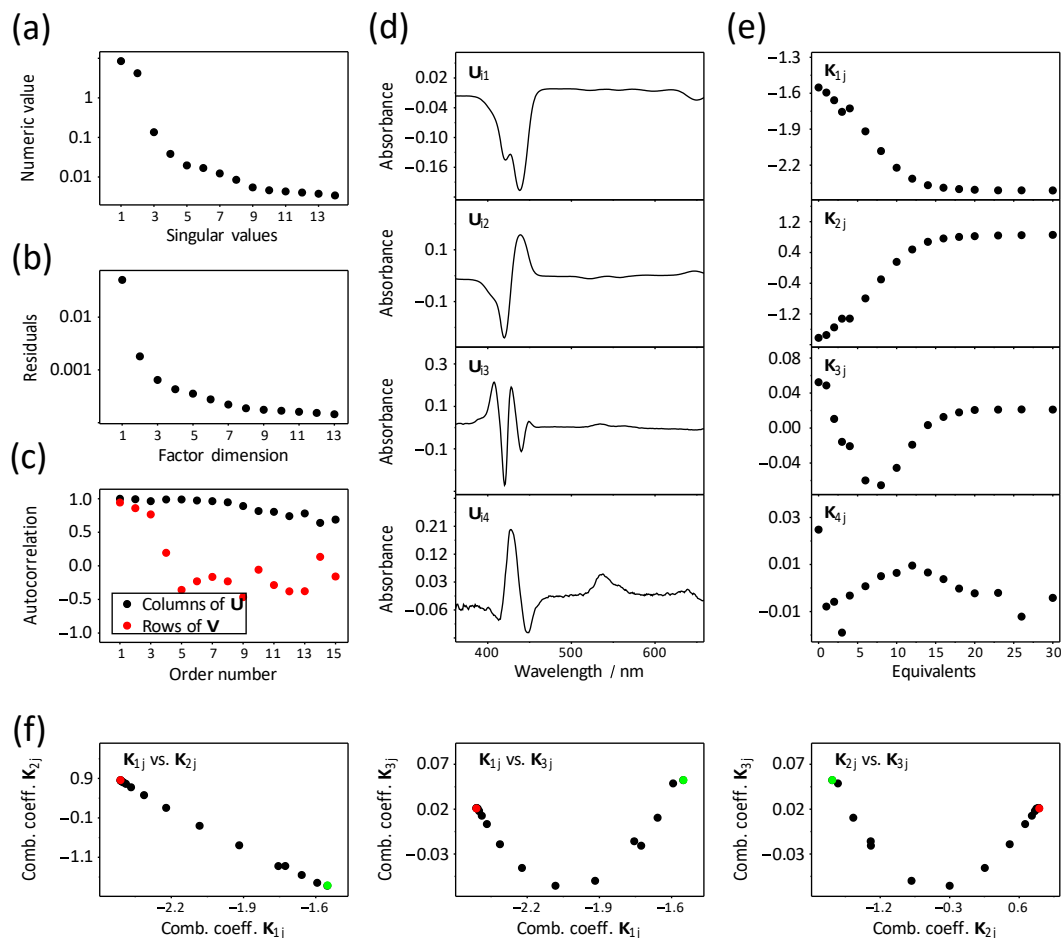 (a)
Numeric value
1
0.1
0.01
1 3 5 7 9 11 13
Singular values
(b)
Residuals
0.01
0.001
1 3 5 7 9 11 13
Factor dimension
(c)
Autocorrelation
1.0
0.5
0.0
−0.5
−1.0
Columns of U
Rows of V
1 3 5 7 9 11 13 15
Order number
(d)
Ui1
Absorbance
0.02
−0.04
−0.10
−0.16
Ui2
Absorbance
0.1
−0.1
Ui3
Absorbance
0.3
0.1
−0.1
Ui4
Absorbance
0.21
0.12
0.03
−0.06
400 500 600
Wavelength / nm
(e)
K1j
−1.3
−1.6
−1.9
−2.2
K2j
1.2
0.4
−0.4
−1.2
K3j
0.08
0.04
0.00
−0.04
K4j
0.03
0.01
−0.01
0 5 10 15 20 25 30
Equivalents
(f)
K1j vs. K2j
Comb. coeff. K2j
0.9
−0.1
−1.1
−2.2 −1.9 −1.6
Comb. coeff. K1j
K1j vs. K3j
Comb. coeff. K3j
0.07
0.02
−0.03
−2.2 −1.9 −1.6
Comb. coeff. K1j
K2j vs. K3j
Comb. coeff. K3j
0.07
0.02
−0.03
−1.2 −0.3 0.6
Comb. coeff. K2j